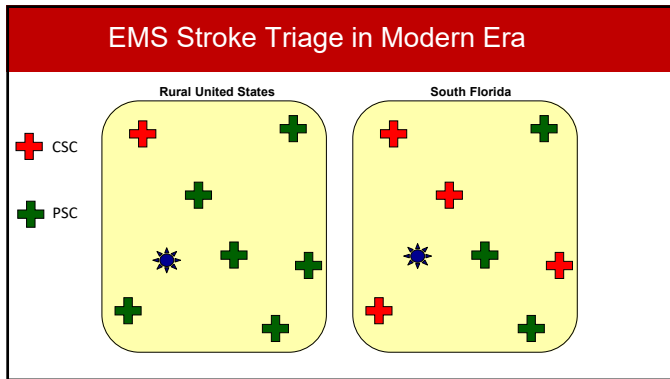 EMS Stroke Triage in Modern Era
Rural United States
South Florida
CSC
PSC